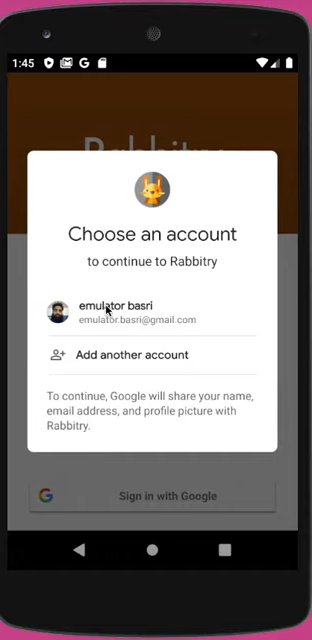 1:45
G
Choose an account
to continue to Rabbitry
emulator basri
emulator.basri@gmail.com
Add another account
To continue, Google will share your name,
email address, and profile picture with
Rabbitry.
G Sign in with Google